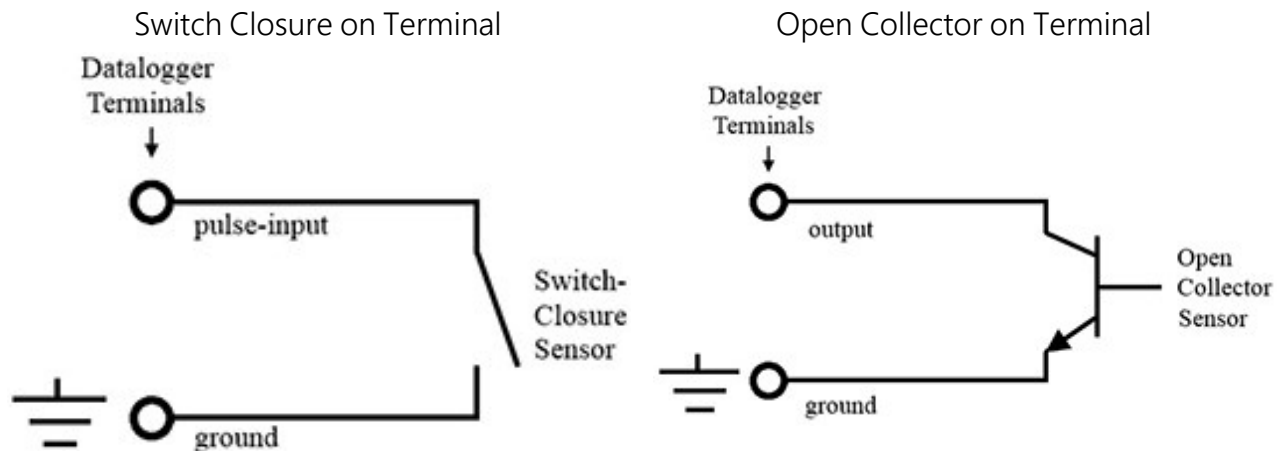 Switch Closure on Terminal
Datalogger
Terminals
pulse-input
Switch-
Closure
Sensor
ground
Open Collector on Terminal
Datalogger
Terminals
output
Open
Collector
Sensor
ground